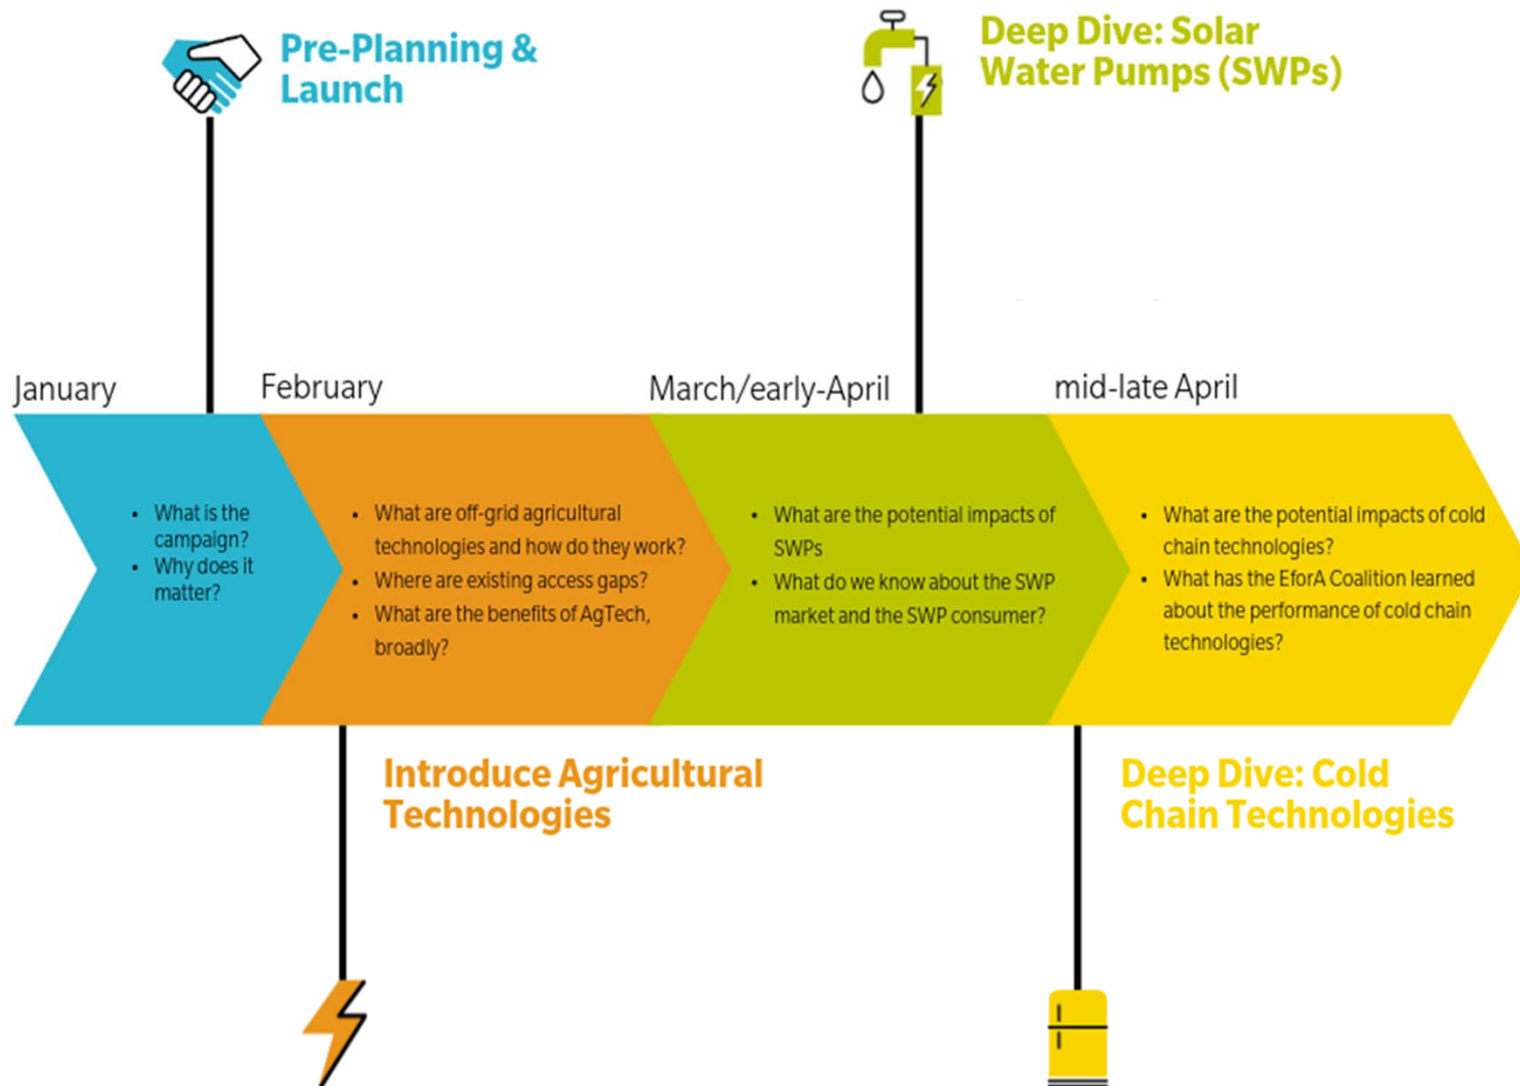 Pre-Planning &
Launch
Deep Dive: Solar
Water Pumps (SWPs)
January
February
March/early-April
mid-late April
• What is the
campaign?
• Why does it
matter?
• What are off-grid agricultural
technologies and how do they work?
• Where are existing access gaps?
• What are the benefits of AgTech,
broadly?
• What are the potential impacts of
SWPs
• What do we know about the SWP
market and the SWP consumer?
• What are the potential impacts of cold
chain technologies?
• What has the EforA Coalition learned
about the performance of cold chain
technologies?
Introduce Agricultural
Technologies
Deep Dive: Cold
Chain Technologies